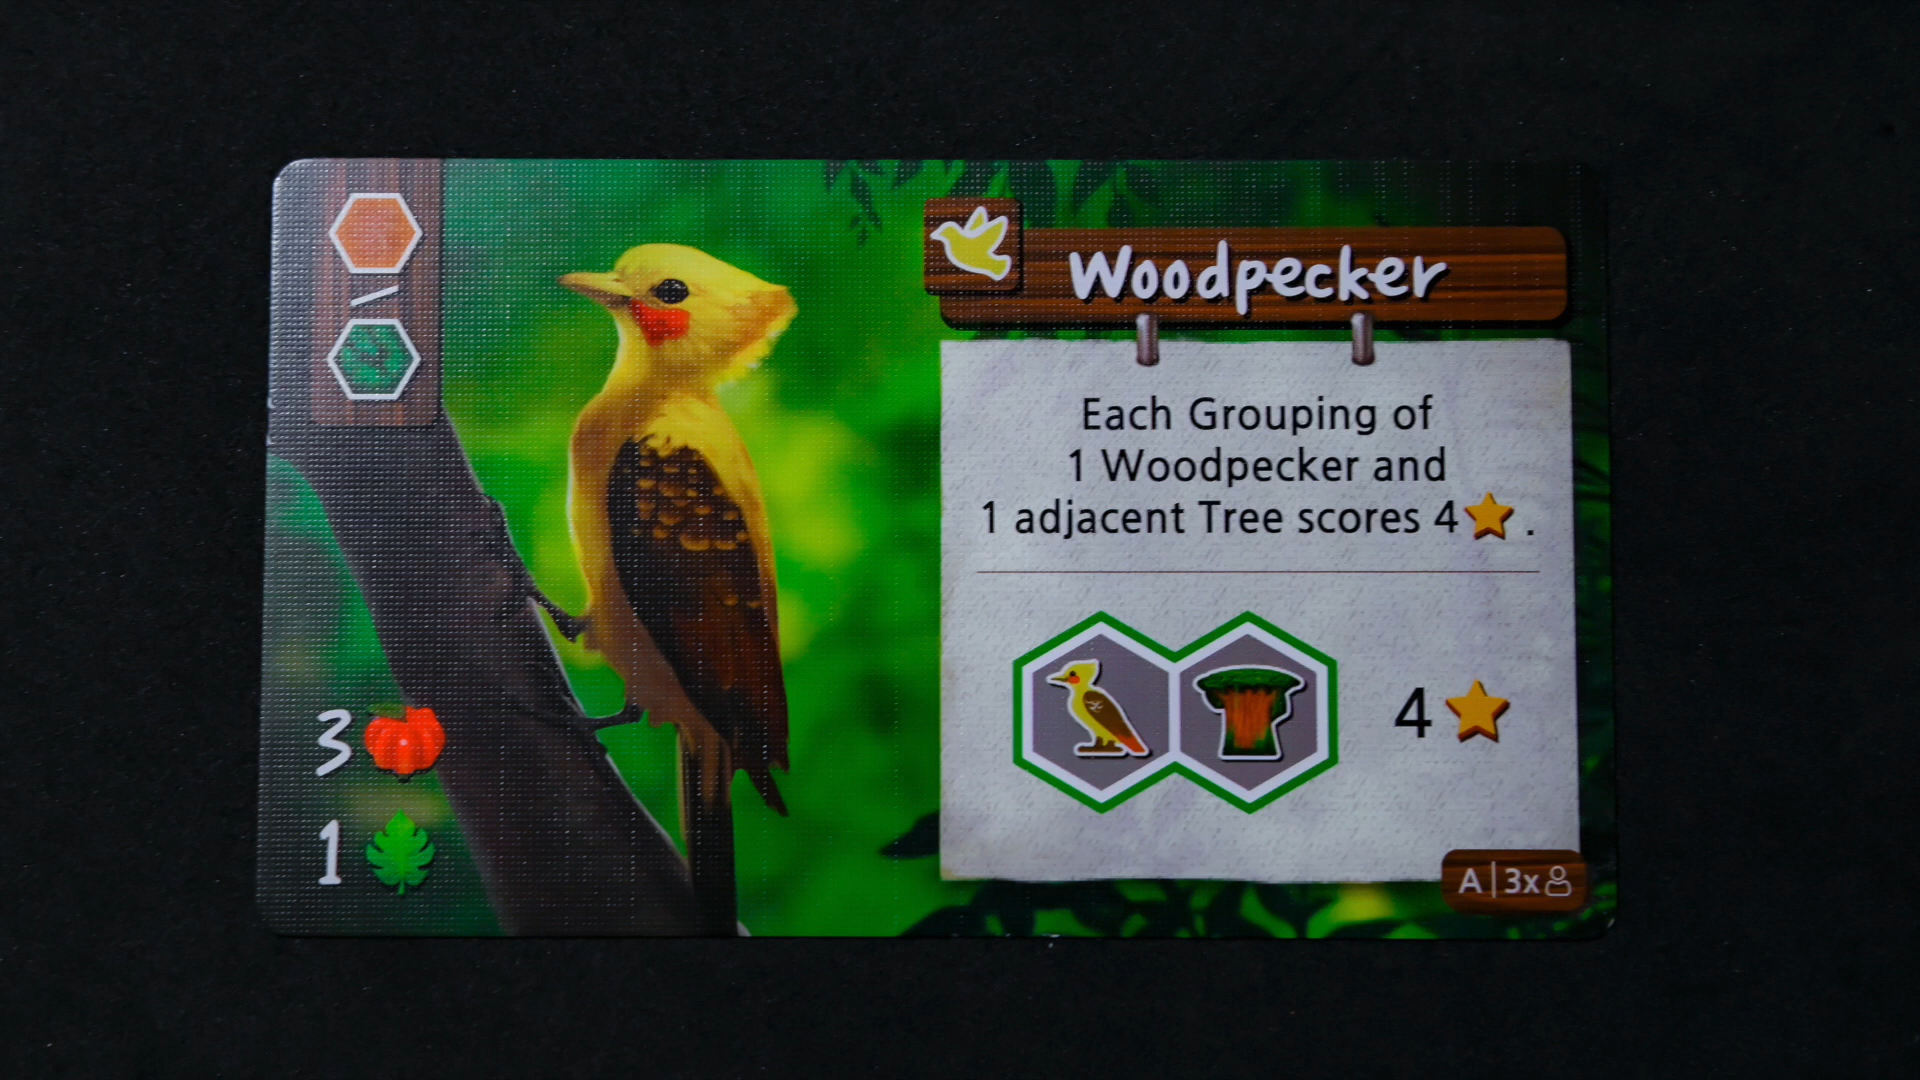 Woodpecker
Each Grouping of
1 Woodpecker and
1 adjacent Tree scores 4 .
4
3
1
A|3x